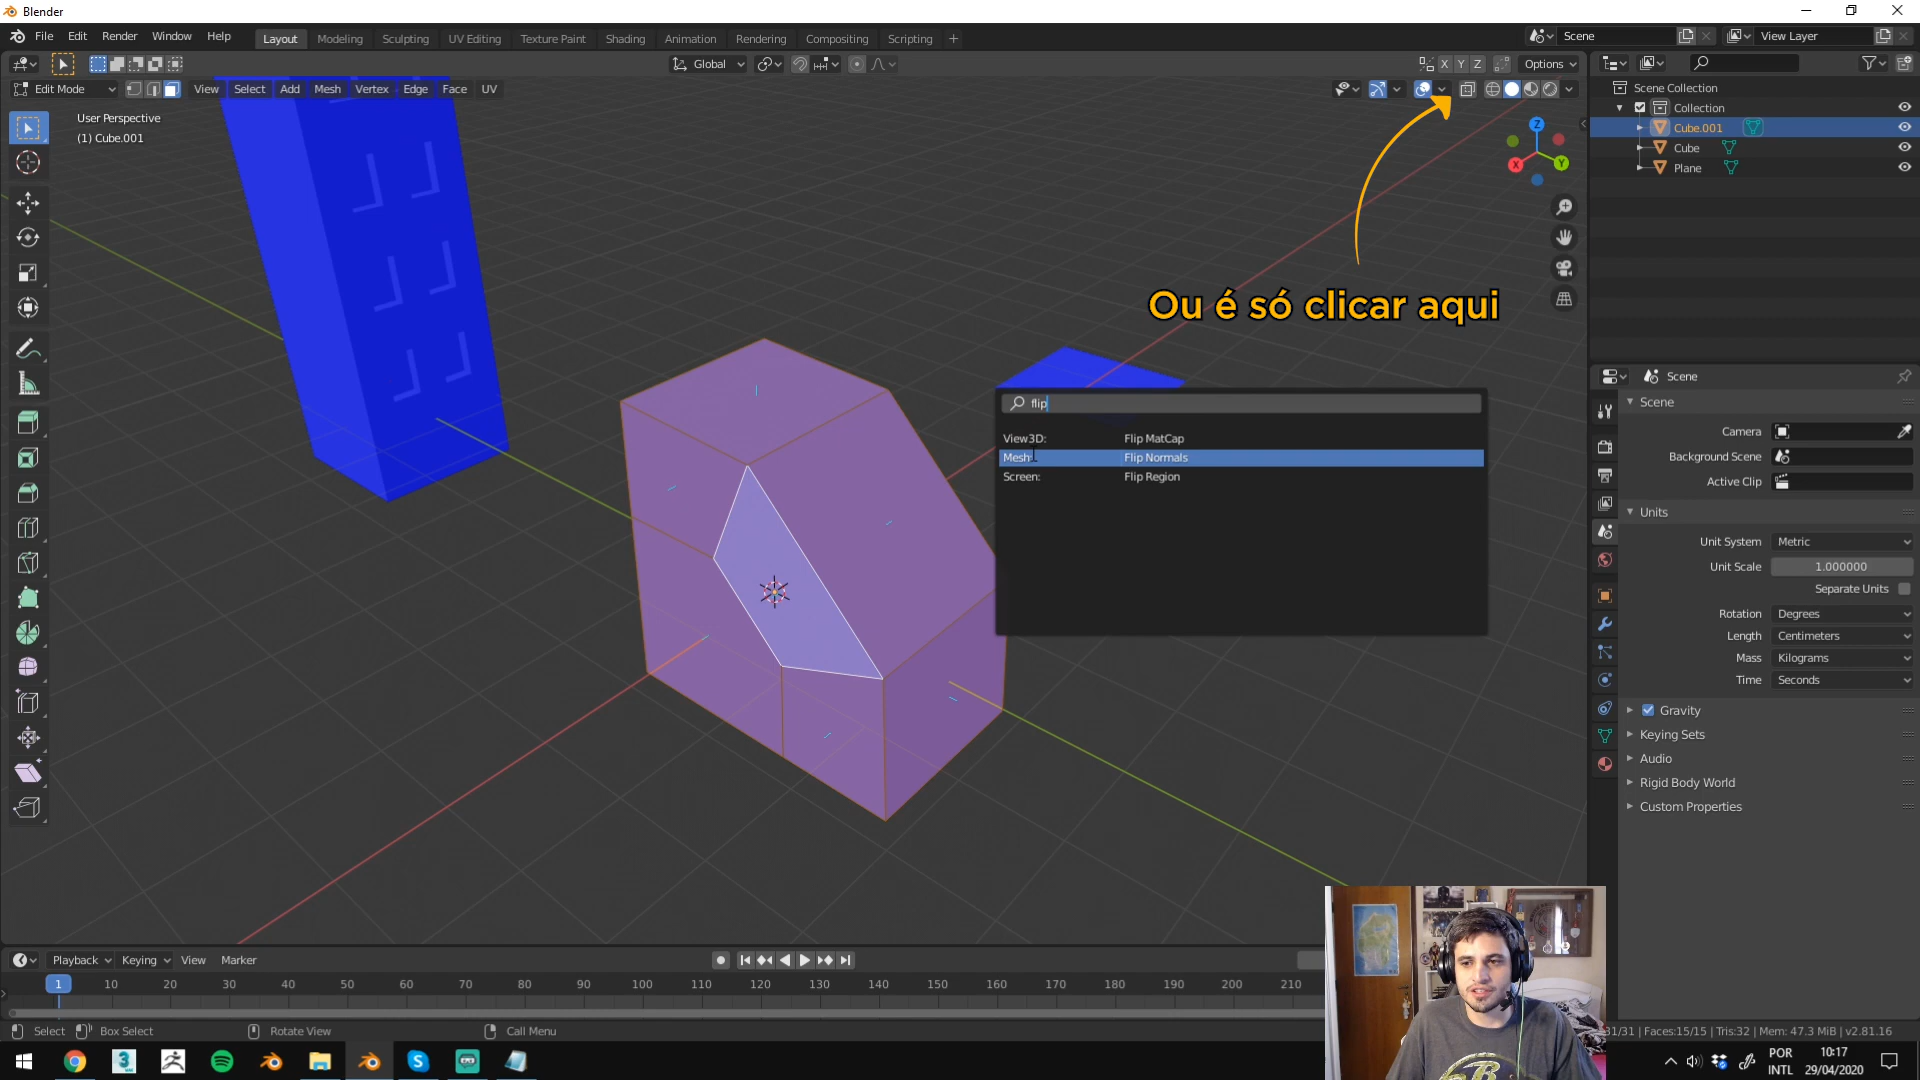 Blender
File Edit Render Window Help
Layout Modeling Sculpting UV Editing Texture Paint Shading Animation Rendering Compositing Scripting +
Scene
View Layer
Global
X Y Z
Options
Edit Mode
View Select Add Mesh Vertex Edge Face UV
User Perspective
(1) Cube.001
Z
X
Y
Ou é só clicar aqui
flip
View3D: Flip MatCap
Mesh: Flip Normals
Screen: Flip Region
Scene Collection
Collection
Cube.001
Cube
Plane
Scene
Scene
Camera
Background Scene
Active Clip
Units
Unit System Metric
Unit Scale 1.000000
Separate Units
Rotation Degrees
Length Centimeters
Mass Kilograms
Time Seconds
Gravity
Keying Sets
Audio
Rigid Body World
Custom Properties
Playback Keying View Marker
1 10 20 30 40 50 60 70 80 90 100 110 120 130 140 150 160 170 180 190 200 210
Select Box Select Rotate View Call Menu
31/31 | Faces:15/15 | Tris:32 | Mem: 47.3 MiB | v2.81.16
POR
INTL
10:17
29/04/2020